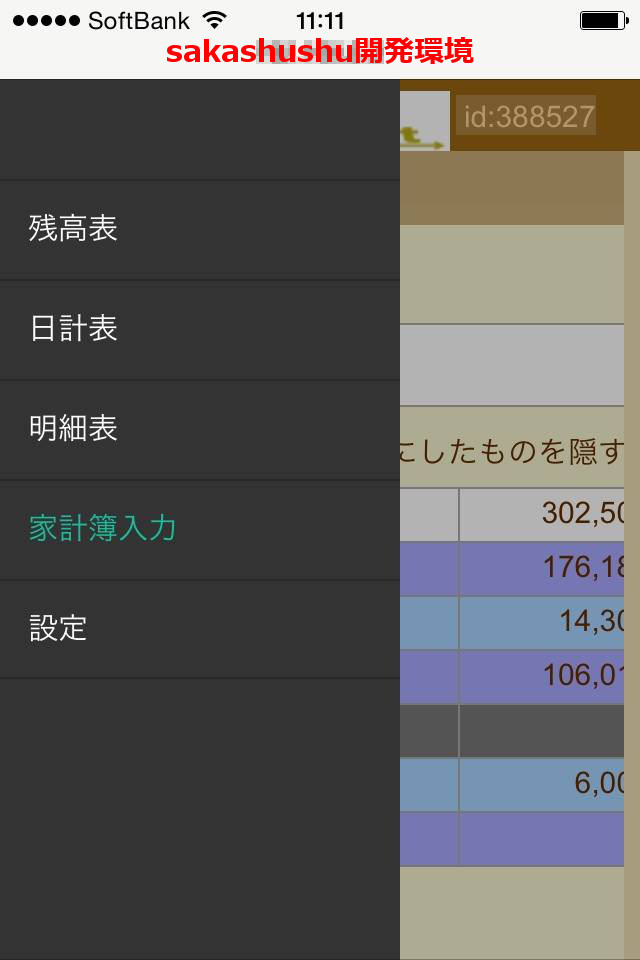 SoftBank 11:11
sakashushu開発環境
t id:388527
残高表
日計表
明細表
にしたものを隠す
家計簿入力
302,50
176,18
設定
14,30
106,01
6,00